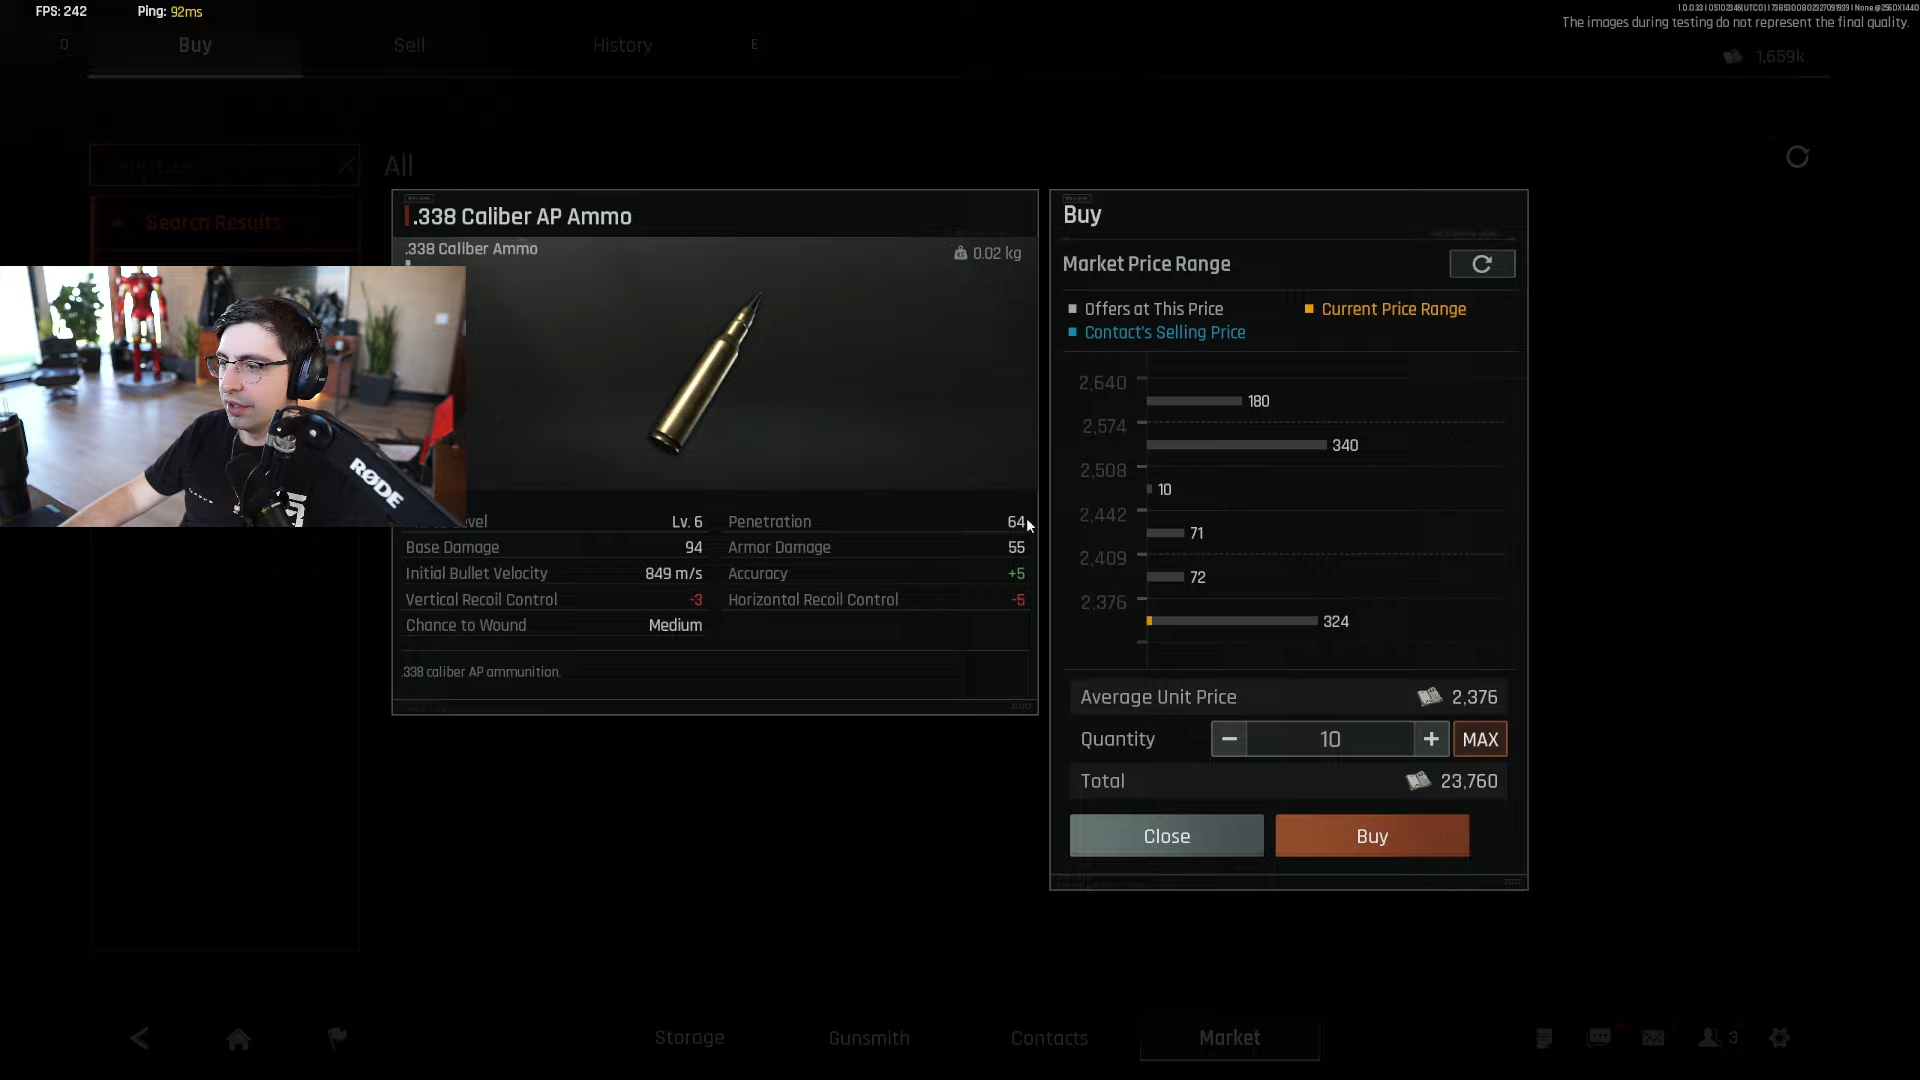 FPS: 242
Ping: 92ms
The images during testing do not represent the final quality.
Q
Buy
Sell
History
E
1,659k
All
Search Results
.338 Caliber AP Ammo
.338 Caliber Ammo
0.02 kg
RØDE
Lv. 6
Penetration
64
Base Damage
94
Armor Damage
55
Initial Bullet Velocity
849 m/s
Accuracy
+5
Vertical Recoil Control
-3
Horizontal Recoil Control
-5
Chance to Wound
Medium
.338 caliber AP ammunition.
Buy
Market Price Range
Offers at This Price
Current Price Range
Contact's Selling Price
2,640
180
2,574
340
2,508
10
2,442
71
2,409
72
2,376
324
Average Unit Price
2,376
Quantity
10
MAX
Total
23,760
Close
Buy
Storage
Gunsmith
Contacts
Market
3